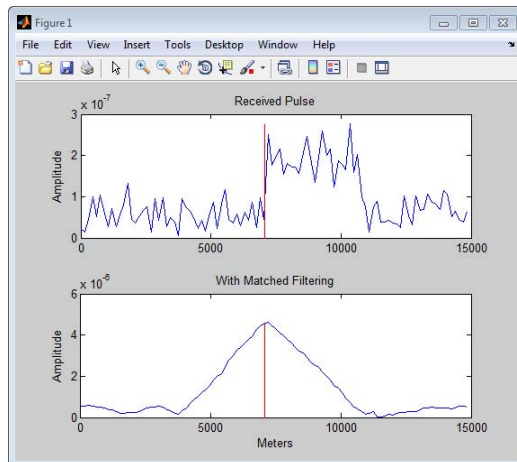 Figure 1
File Edit View Insert Tools Desktop Window Help
x 10-7
Received Pulse
3
2
1
0
Amplitude
0 5000 10000 15000
x 10-6
With Matched Filtering
6
4
2
0
Amplitude
0 5000 10000 15000
Meters